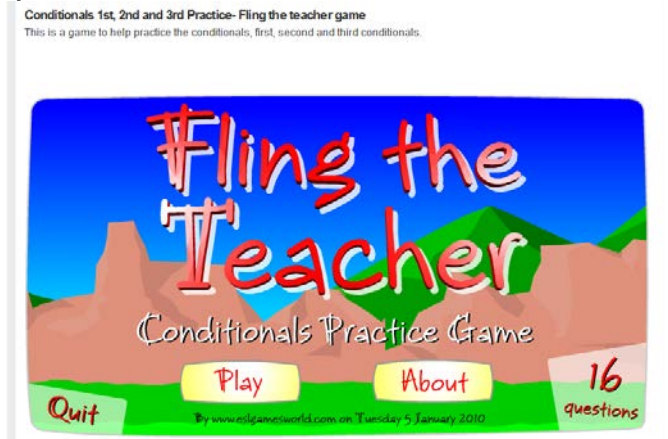 Conditionals 1st, 2nd and 3rd Practice- Fling the teacher game
This is a game to help practice the conditionals, first, second and third conditionals.
Fling the
Teacher
Conditionals Practice Game
Play
About
Quit
16
questions
By www.eslgamesworld.com on Tuesday 5 January 2010